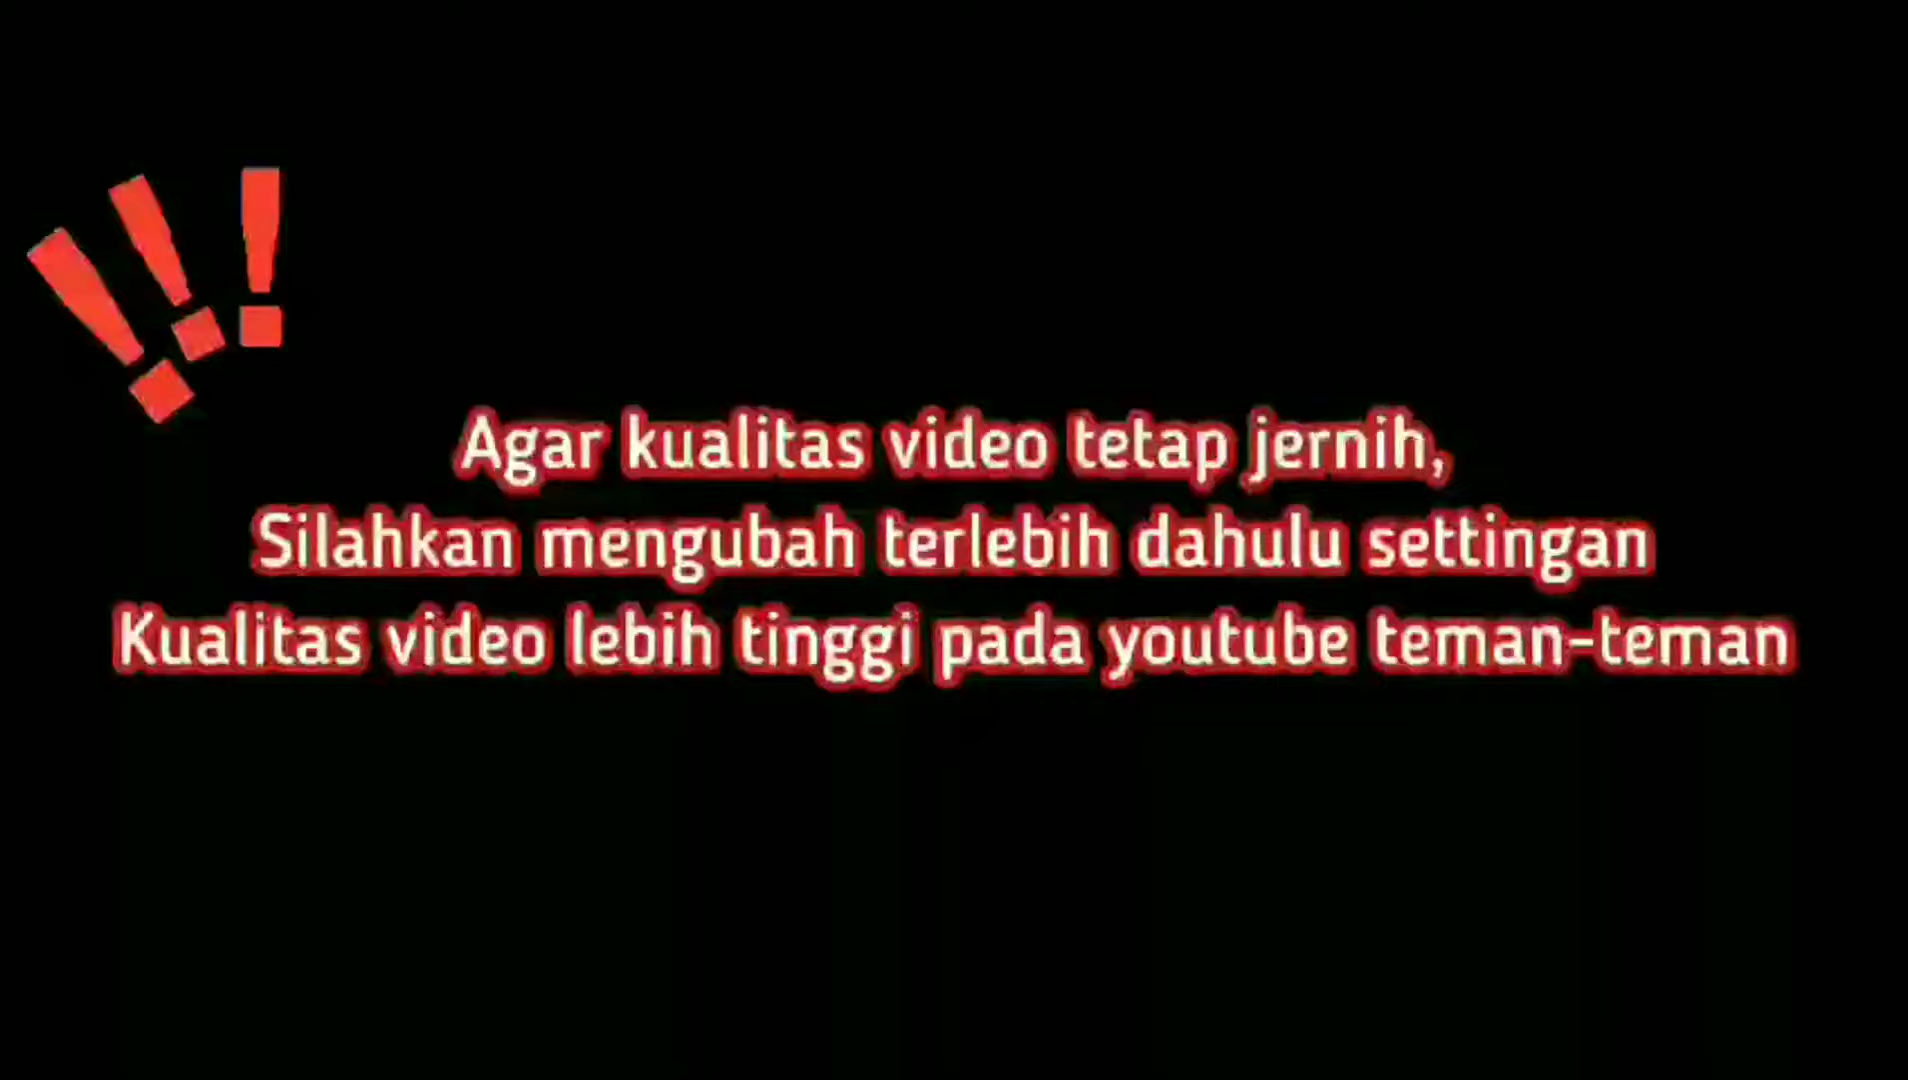 !!!
Agar kualitas video tetap jernih,
Silahkan mengubah terlebih dahulu settingan
Kualitas video lebih tinggi pada youtube teman-teman